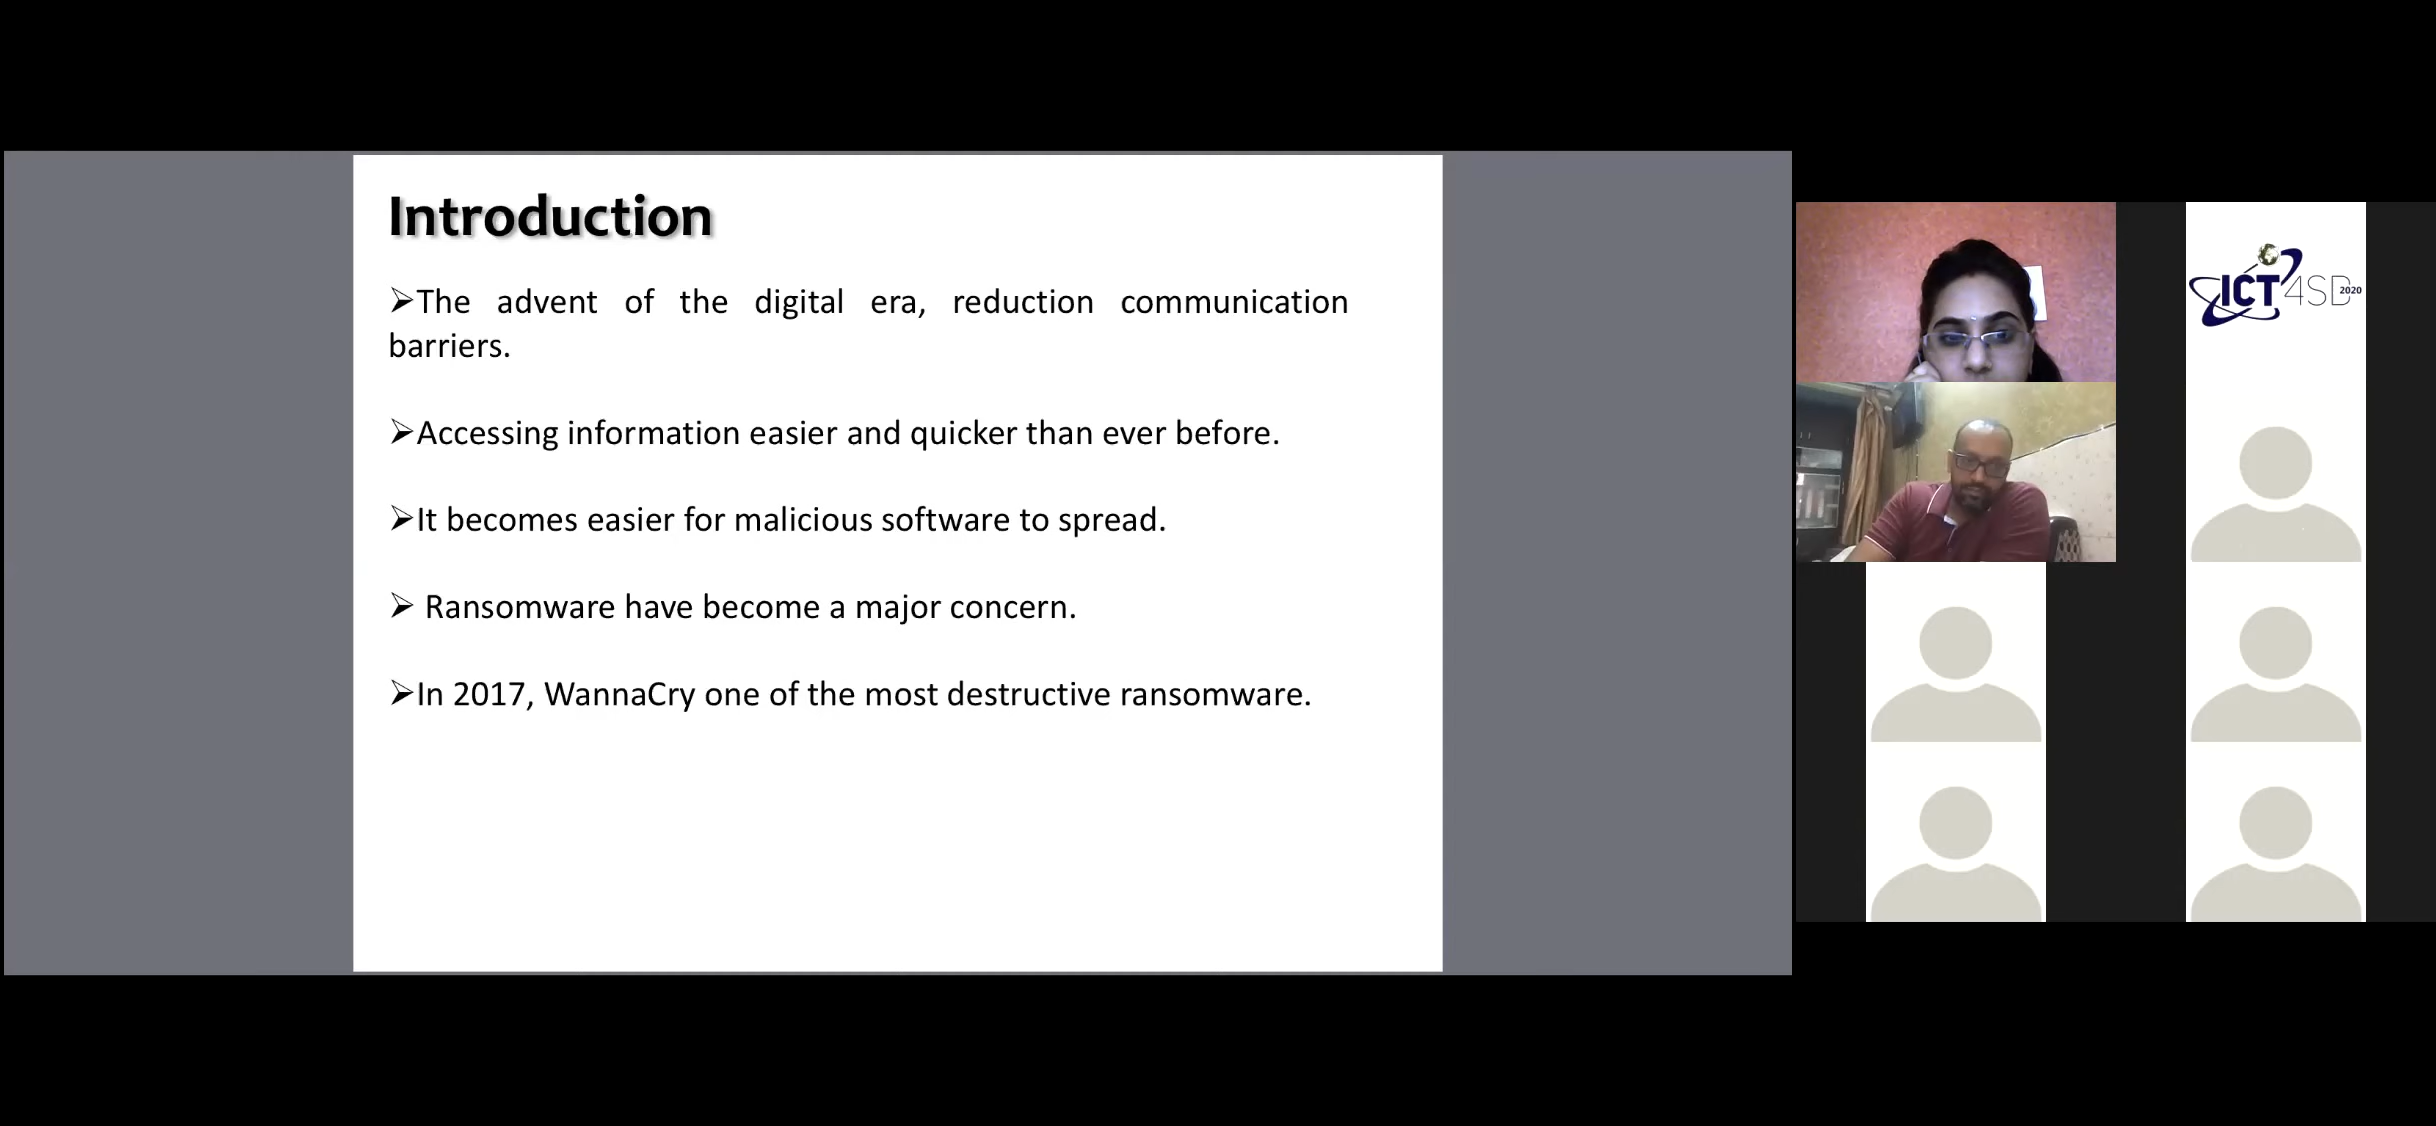 Introduction
➢The advent of the digital era, reduction communication
barriers.
➢Accessing information easier and quicker than ever before.
➢It becomes easier for malicious software to spread.
➢ Ransomware have become a major concern.
➢In 2017, WannaCry one of the most destructive ransomware.
ICT4SD 2020